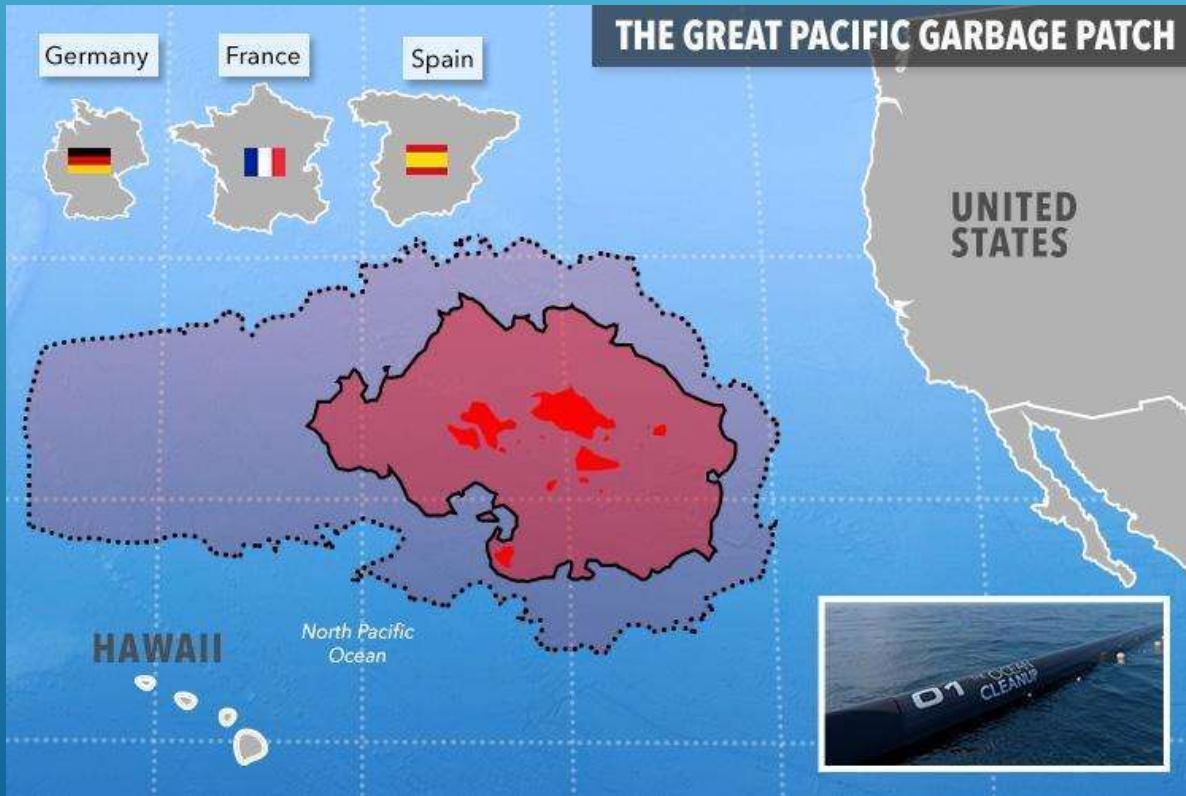 THE GREAT PACIFIC GARBAGE PATCH
Germany
France
Spain
UNITED
STATES
HAWAII
North Pacific
Ocean
01
OCEAN
CLEANUP